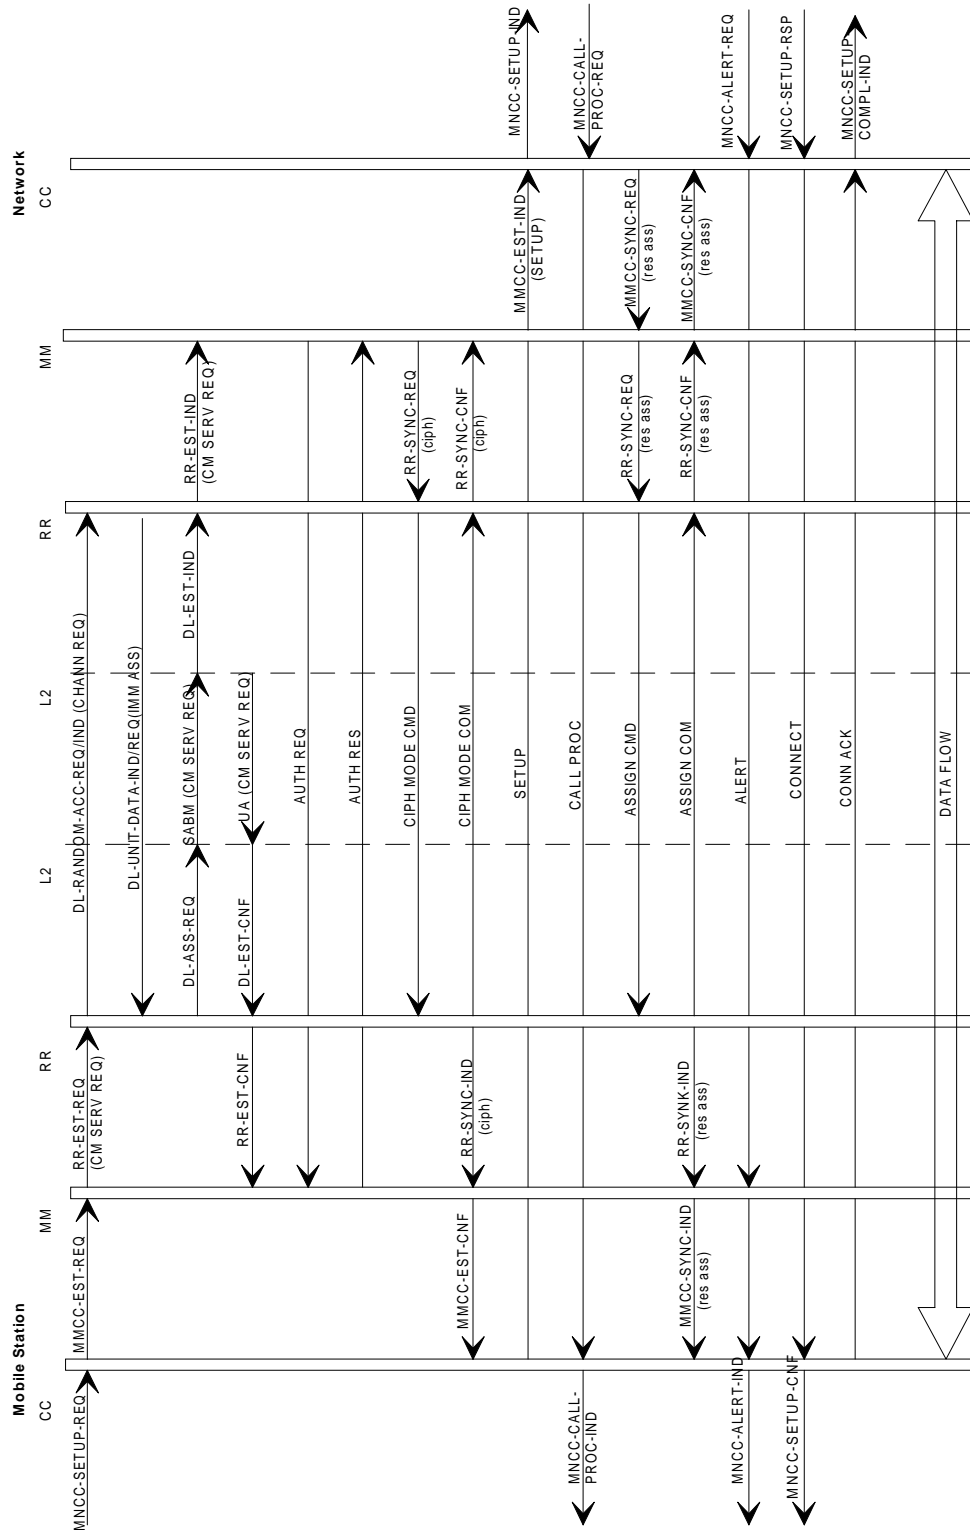 Mobile Station
Network
CC
MM
RR
L2
L2
RR
MM
CC
MNCC-SETUP-REQ
MMCC-EST-REQ
RR-EST-REQ
(CM SERV REQ)
DL-RANDOM-ACC-REQ/IND (CHANN REQ)
DL-UNIT-DATA-IND/REQ(IMM ASS)
DL-ASS-REQ
SABM (CM SERV REQ)
DL-EST-IND
RR-EST-IND
(CM SERV REQ)
RR-EST-CNF
DL-EST-CNF
UA (CM SERV REQ)
AUTH REQ
AUTH RES
CIPH MODE CMD
RR-SYNC-REQ
(ciph)
MMCC-EST-CNF
RR-SYNC-IND
(ciph)
CIPH MODE COM
RR-SYNC-CNF
(ciph)
SETUP
MMCC-EST-IND
(SETUP)
MNCC-SETUP-IND
MNCC-CALL-
PROC-IND
CALL PROC
MNCC-CALL-
PROC-REQ
ASSIGN CMD
RR-SYNC-REQ
(res ass)
MMCC-SYNC-REQ
(res ass)
MMCC-SYNC-IND
(res ass)
RR-SYNK-IND
(res ass)
ASSIGN COM
RR-SYNC-CNF
(res ass)
MMCC-SYNC-CNF
(res ass)
MNCC-ALERT-IND
ALERT
MNCC-ALERT-REQ
MNCC-SETUP-CNF
CONNECT
MNCC-SETUP-RSP
CONN ACK
MNCC-SETUP
COMPL-IND
DATA FLOW